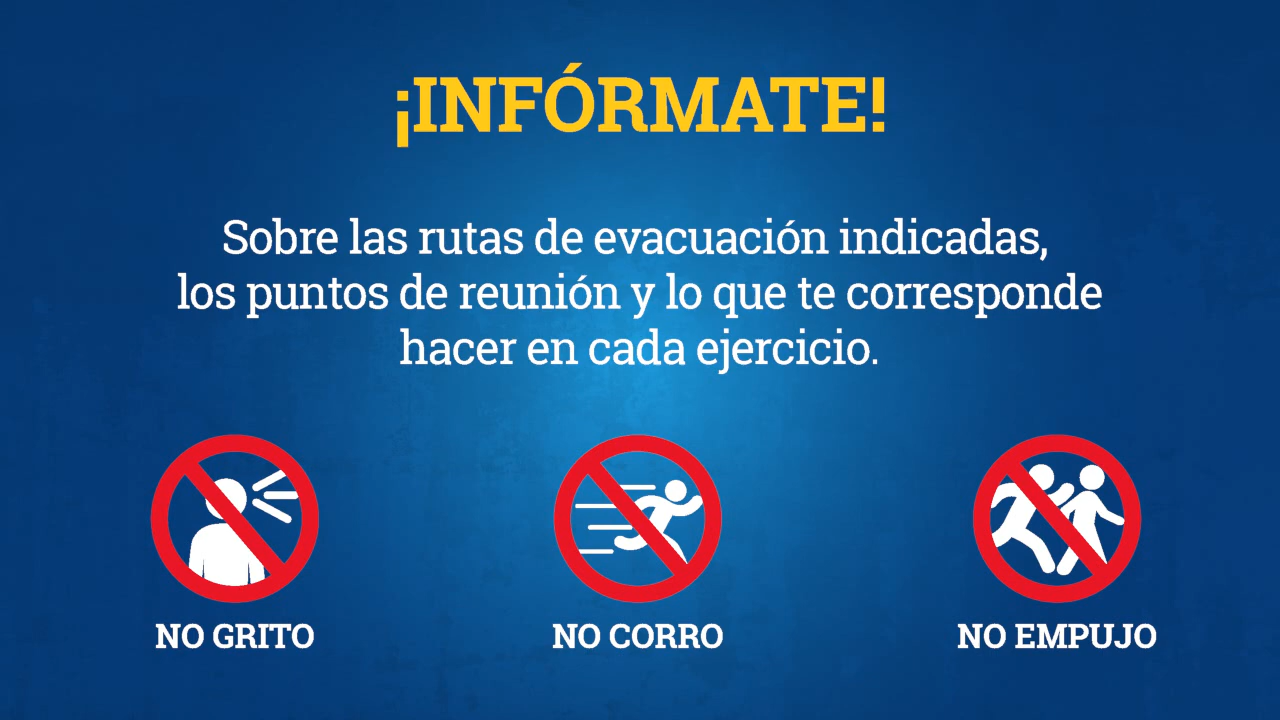 ¡INFÓRMATE!
Sobre las rutas de evacuación indicadas,
los puntos de reunión y lo que te corresponde
hacer en cada ejercicio.
NO GRITO
NO CORRO
NO EMPUJO